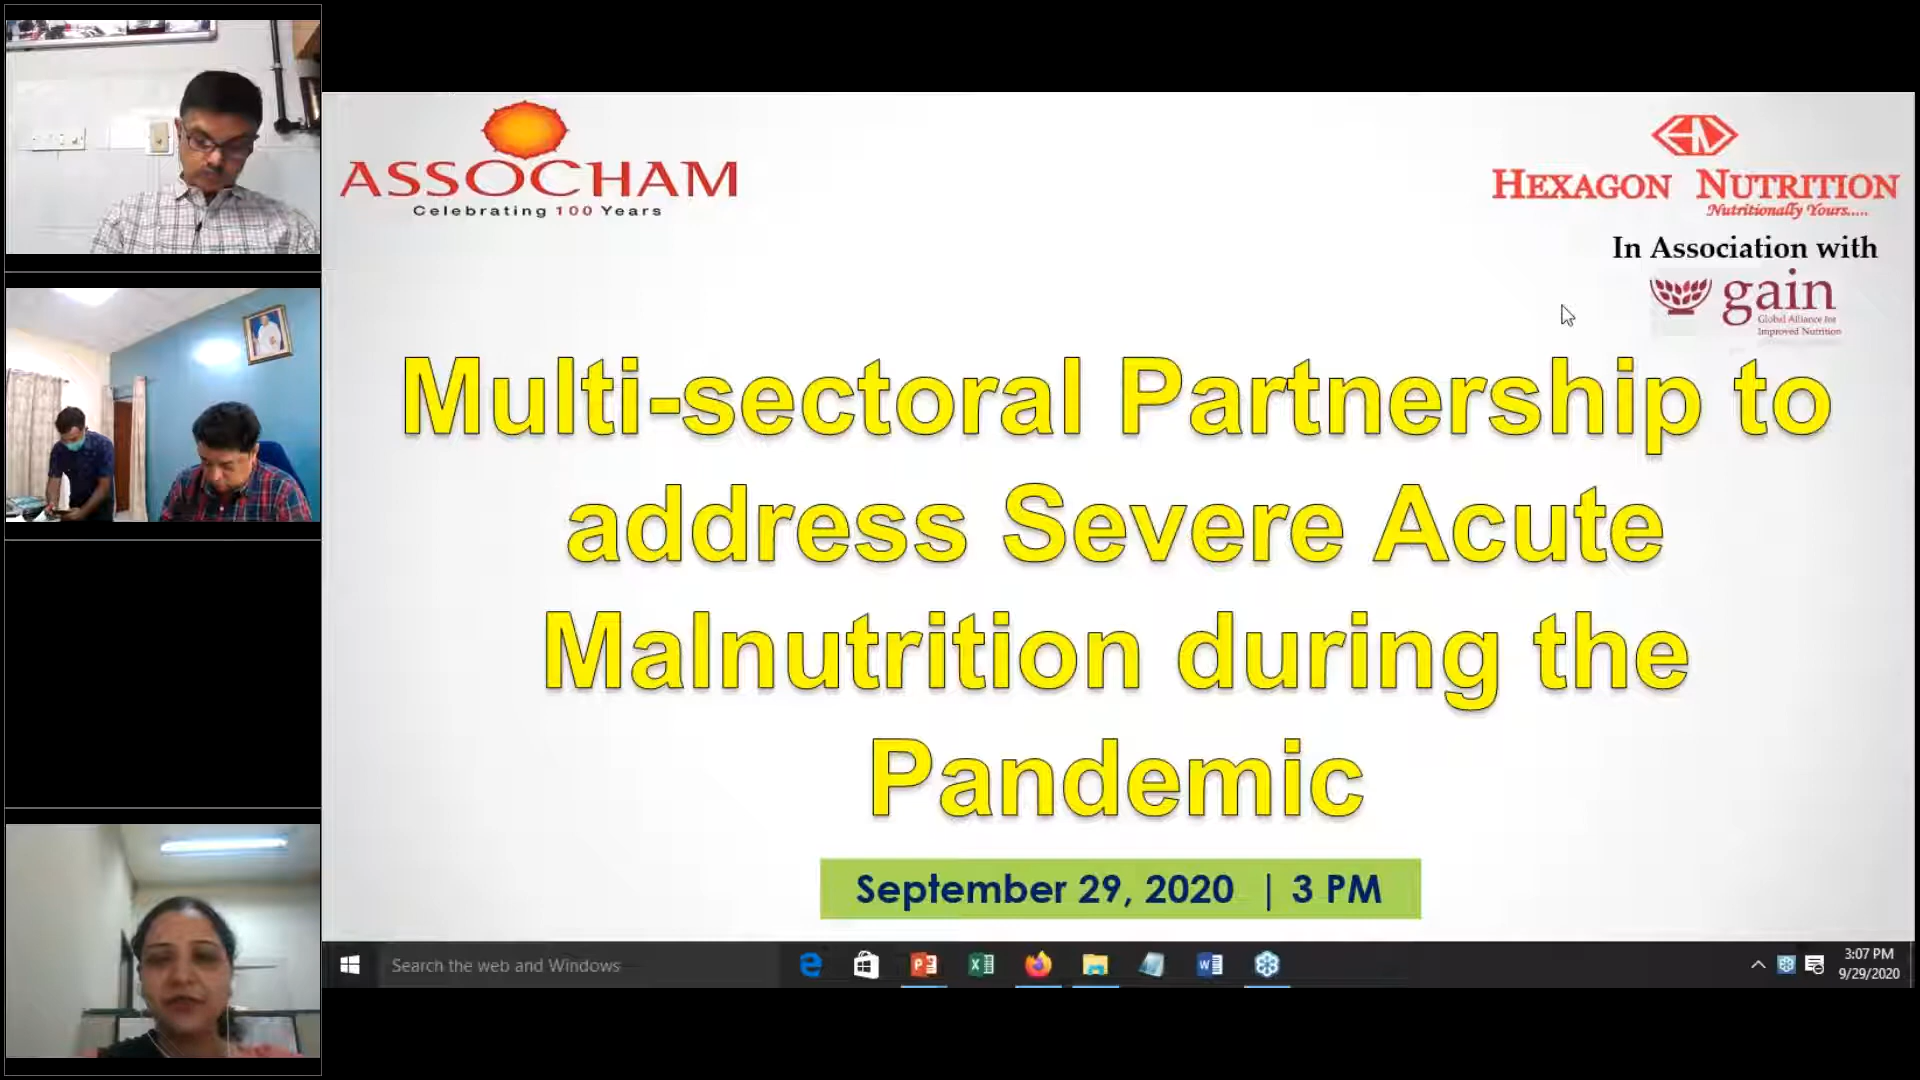 ASSOCHAM
Celebrating 100 Years
HEXAGON NUTRITION
Nutritionally Yours.....
In Association with
gain
Global Alliance for
Improved Nutrition
Multi-sectoral Partnership to
address Severe Acute
Malnutrition during the
Pandemic
September 29, 2020 | 3 PM
Search the web and Windows
3:07 PM
9/29/2020